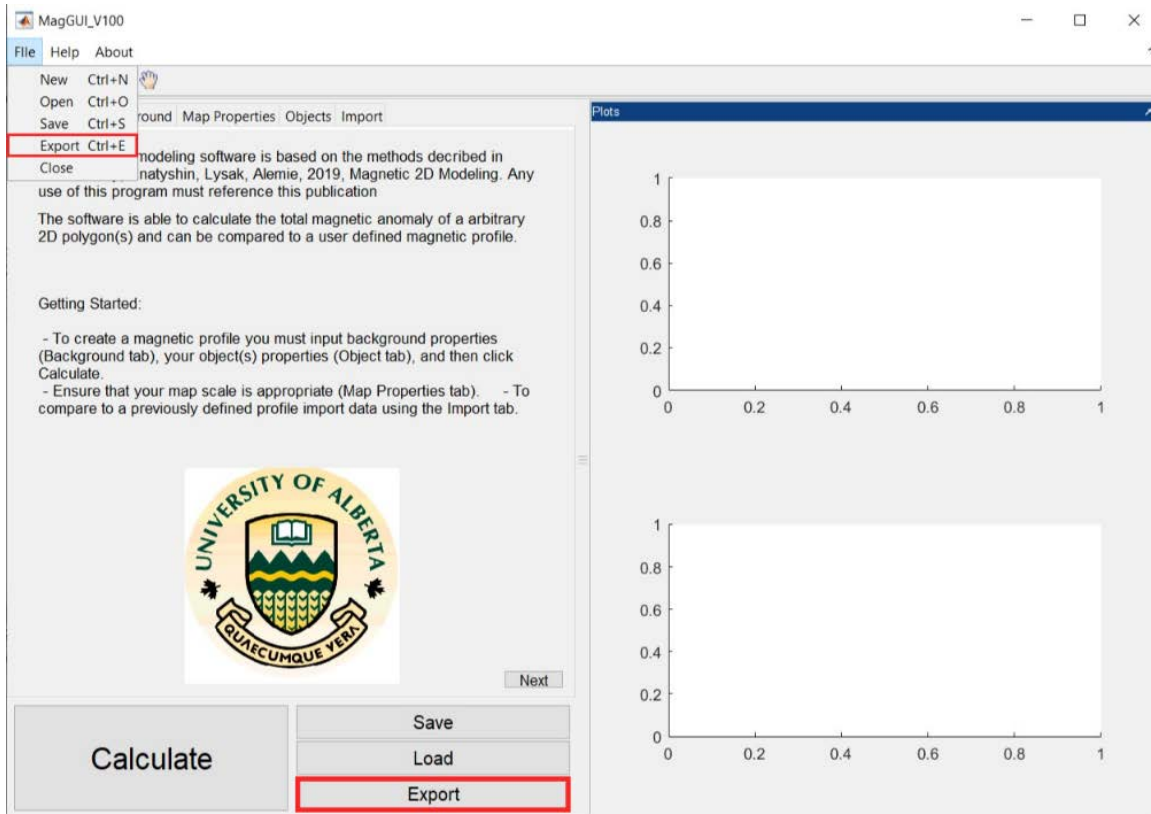 MagGUI_V100
FIle Help About
New Ctrl+N
Open Ctrl+O
Save Ctrl+S
Export Ctrl+E
Close
round Map Properties Objects Import
modeling software is based on the methods decribed in
natyshin, Lysak, Alemie, 2019, Magnetic 2D Modeling. Any
use of this program must reference this publication
The software is able to calculate the total magnetic anomaly of a arbitrary
2D polygon(s) and can be compared to a user defined magnetic profile.
Getting Started:
- To create a magnetic profile you must input background properties
(Background tab), your object(s) properties (Object tab), and then click
Calculate.
- Ensure that your map scale is appropriate (Map Properties tab). - To
compare to a previously defined profile import data using the Import tab.
UNIVERSITY OF ALBERTA
QUAECUMQUE VERA
Next
Calculate
Save
Load
Export
Plots
1
0.8
0.6
0.4
0.2
0
0 0.2 0.4 0.6 0.8 1
1
0.8
0.6
0.4
0.2
0
0 0.2 0.4 0.6 0.8 1